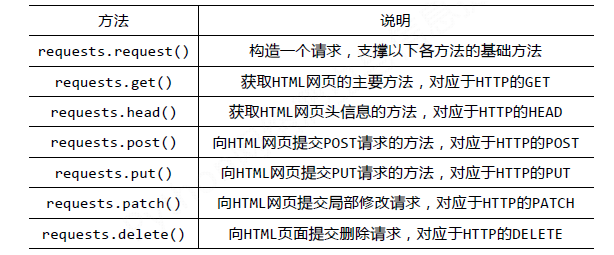 方法 说明
requests.request() 构造一个请求，支撑以下各方法的基础方法
requests.get() 获取HTML网页的主要方法，对应于HTTP的GET
requests.head() 获取HTML网页头信息的方法，对应于HTTP的HEAD
requests.post() 向HTML网页提交POST请求的方法，对应于HTTP的POST
requests.put() 向HTML网页提交PUT请求的方法，对应于HTTP的PUT
requests.patch() 向HTML网页提交局部修改请求，对应于HTTP的PATCH
requests.delete() 向HTML页面提交删除请求，对应于HTTP的DELETE